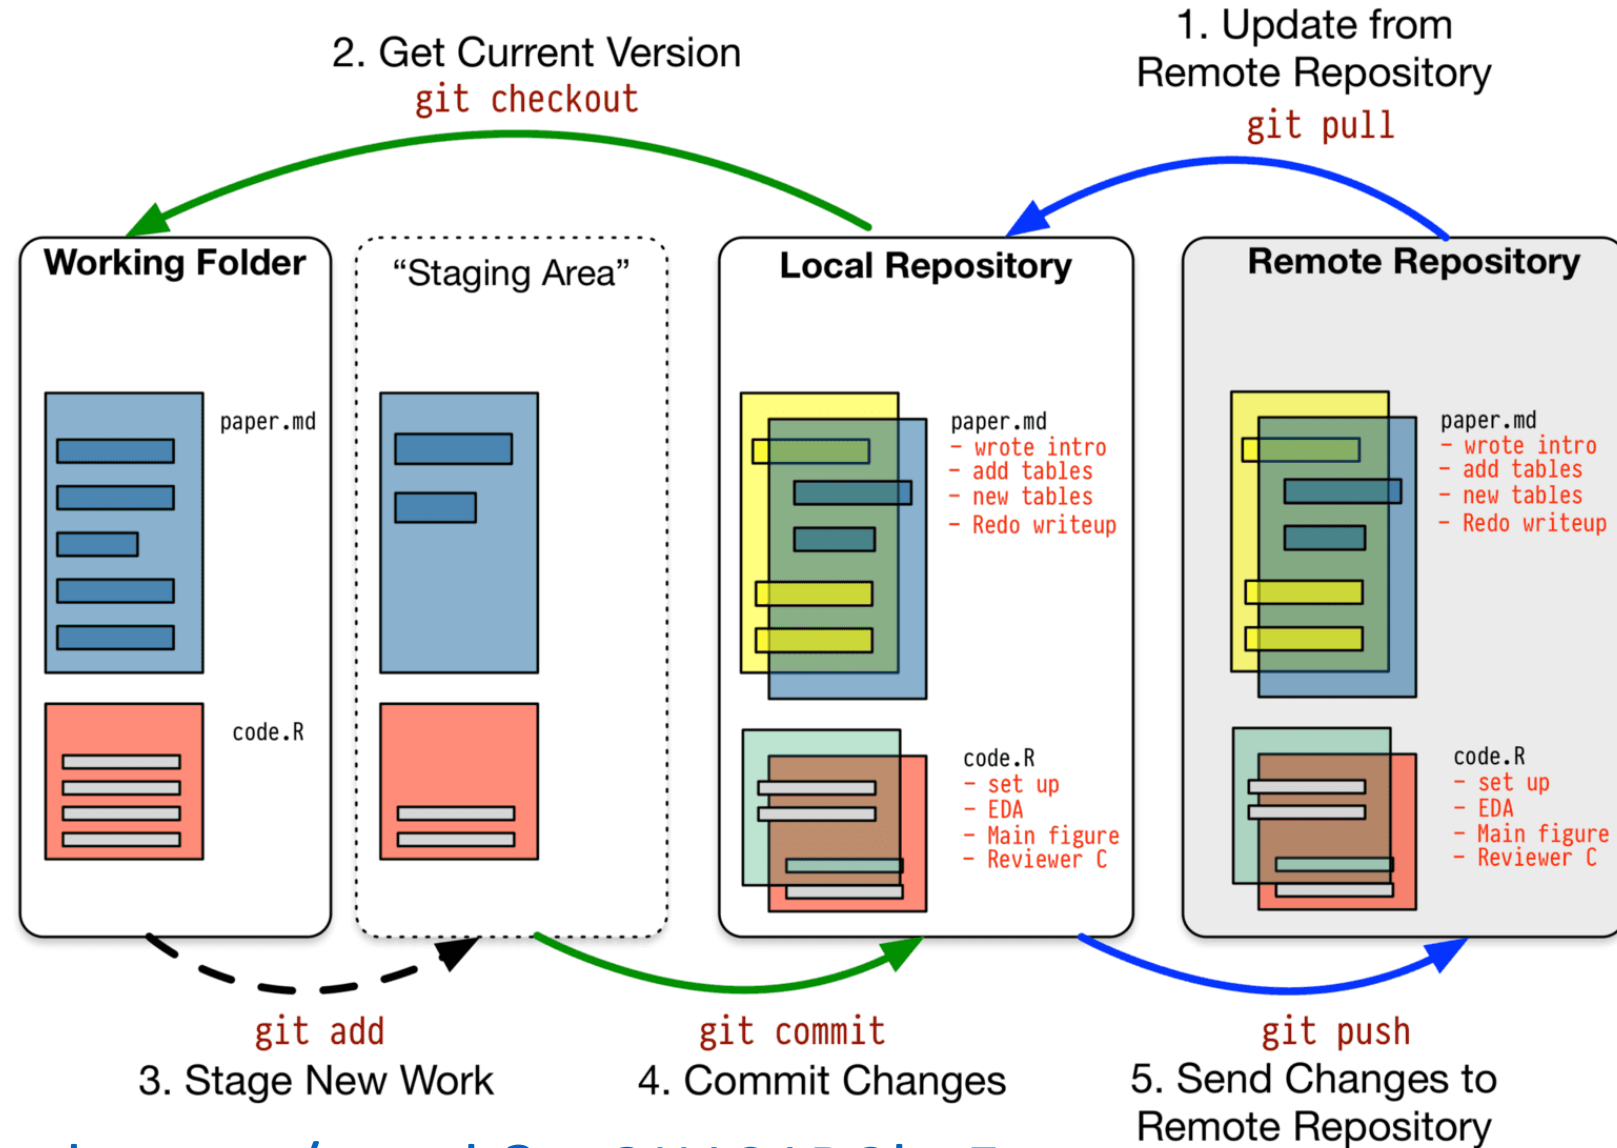 2. Get Current Version
git checkout
1. Update from
Remote Repository
git pull
Working Folder
paper.md
code.R
“Staging Area”
Local Repository
paper.md
- wrote intro
- add tables
- new tables
- Redo writeup
code.R
- set up
- EDA
- Main figure
- Reviewer C
Remote Repository
paper.md
- wrote intro
- add tables
- new tables
- Redo writeup
code.R
- set up
- EDA
- Main figure
- Reviewer C
git add
3. Stage New Work
git commit
4. Commit Changes
git push
5. Send Changes to
Remote Repository